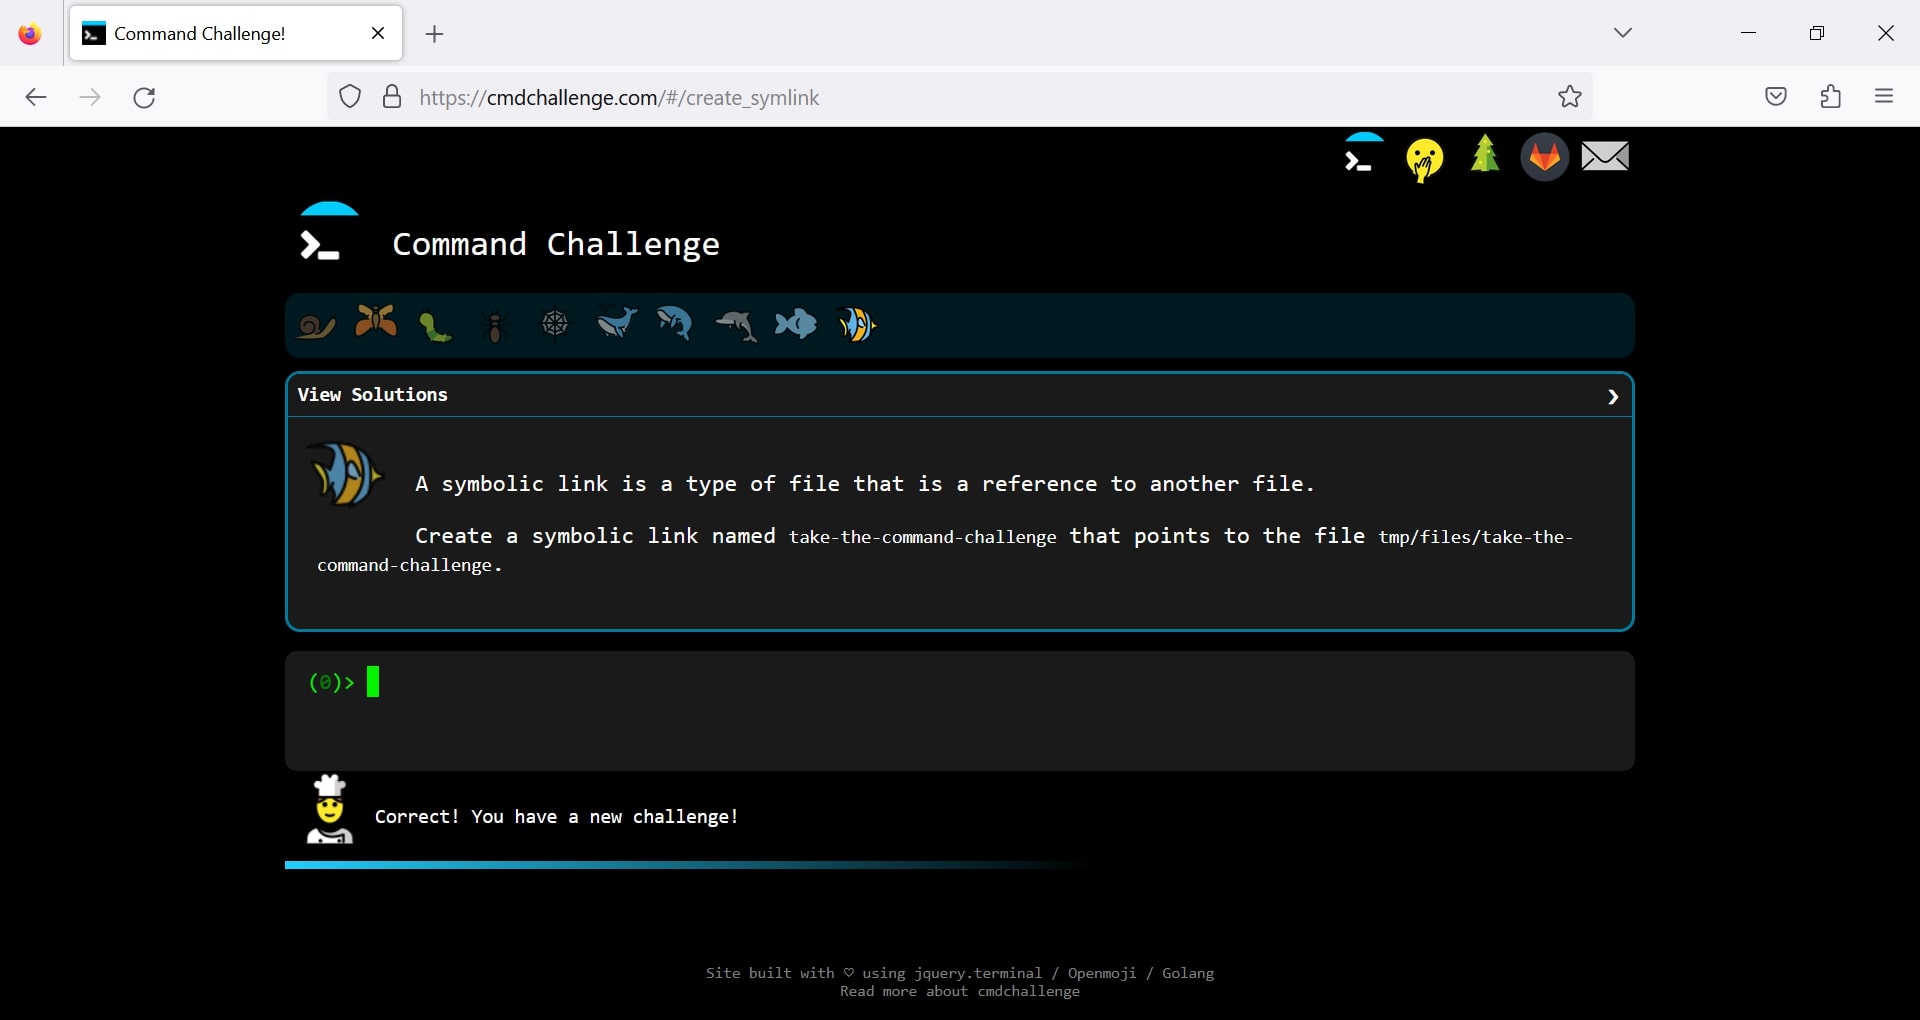 Command Challenge!
https://cmdchallenge.com/#/create_symlink
Command Challenge
View Solutions
A symbolic link is a type of file that is a reference to another file.
Create a symbolic link named take-the-command-challenge that points to the file tmp/files/take-the-
command-challenge.
(0)>
Correct! You have a new challenge!
Site built with ♡ using jquery.terminal / Openmoji / Golang
Read more about cmdchallenge